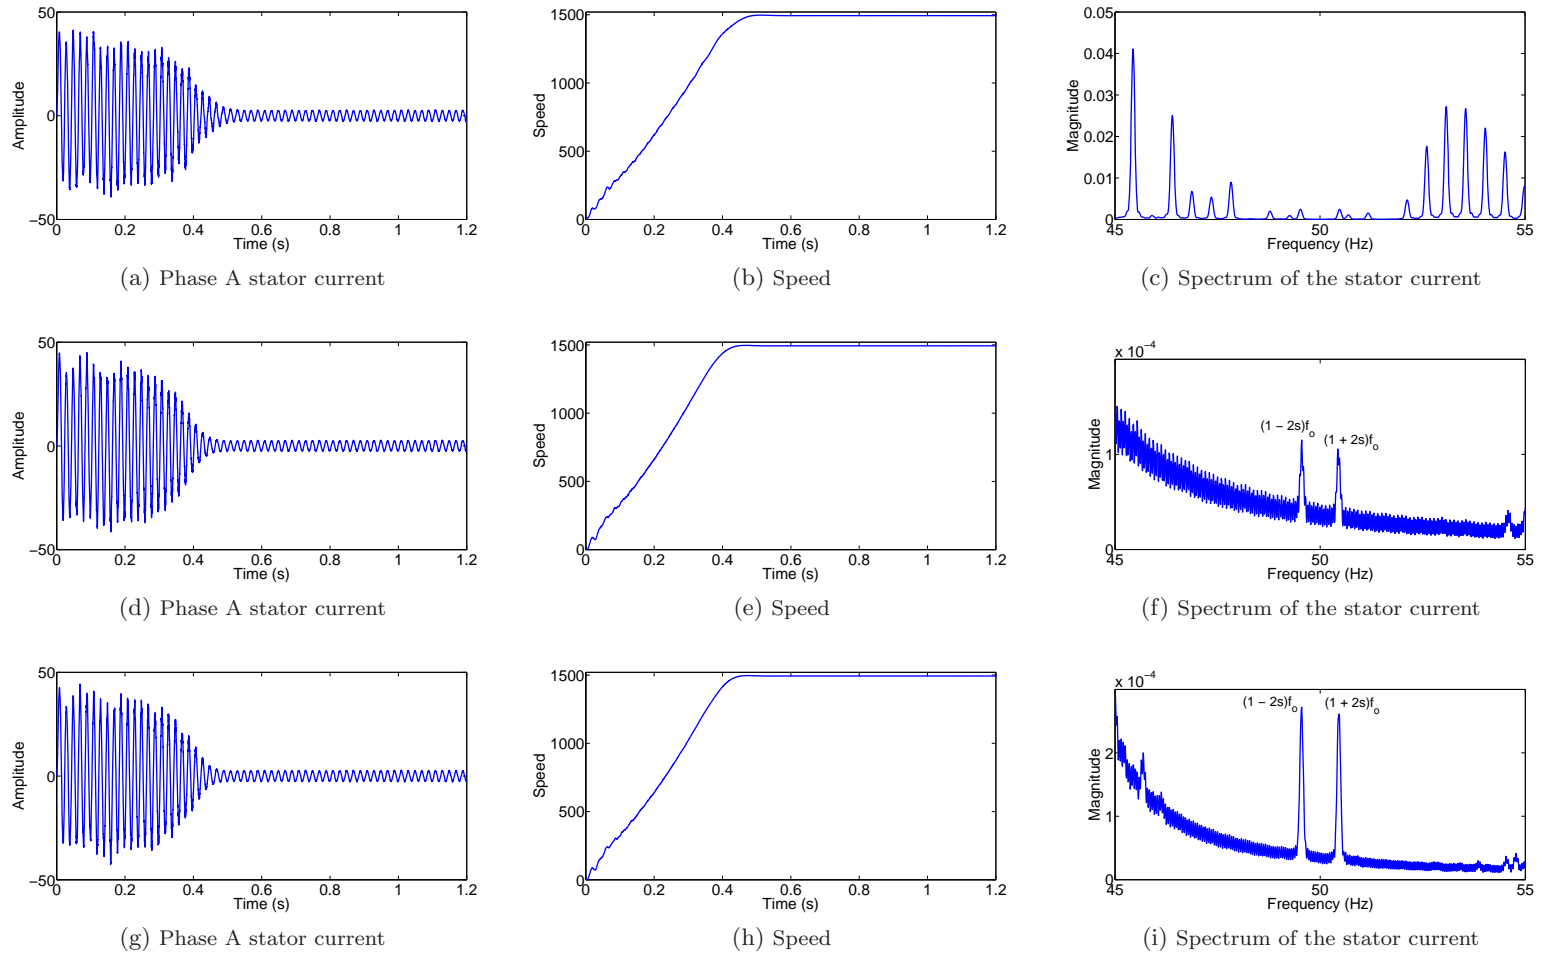 50
0
−50
0 0.2 0.4 0.6 0.8 1 1.2
Amplitude
Time (s)
(a) Phase A stator current
1500
1000
500
0
0 0.2 0.4 0.6 0.8 1 1.2
Speed
Time (s)
(b) Speed
0.05
0.04
0.03
0.02
0.01
0
45 50 55
Magnitude
Frequency (Hz)
(c) Spectrum of the stator current
50
0
−50
0 0.2 0.4 0.6 0.8 1 1.2
Amplitude
Time (s)
(d) Phase A stator current
1500
1000
500
0
0 0.2 0.4 0.6 0.8 1 1.2
Speed
Time (s)
(e) Speed
x 10−4
(1 − 2s)fo
(1 + 2s)fo
1
0
45 50 55
Magnitude
Frequency (Hz)
(f) Spectrum of the stator current
50
0
−50
0 0.2 0.4 0.6 0.8 1 1.2
Amplitude
Time (s)
(g) Phase A stator current
1500
1000
500
0
0 0.2 0.4 0.6 0.8 1 1.2
Speed
Time (s)
(h) Speed
x 10−4
(1 − 2s)fo
(1 + 2s)fo
2
1
0
45 50 55
Magnitude
Frequency (Hz)
(i) Spectrum of the stator current